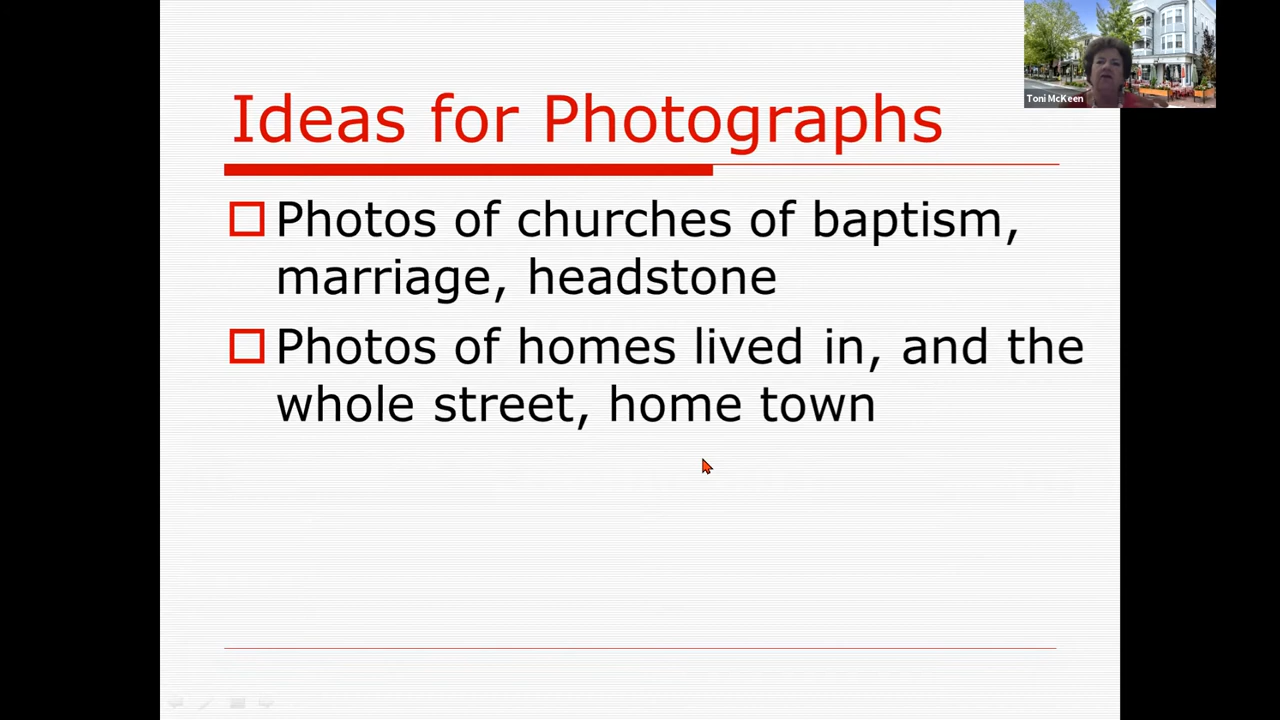 Ideas for Photographs
Toni McKeen
Photos of churches of baptism,
marriage, headstone
Photos of homes lived in, and the
whole street, home town